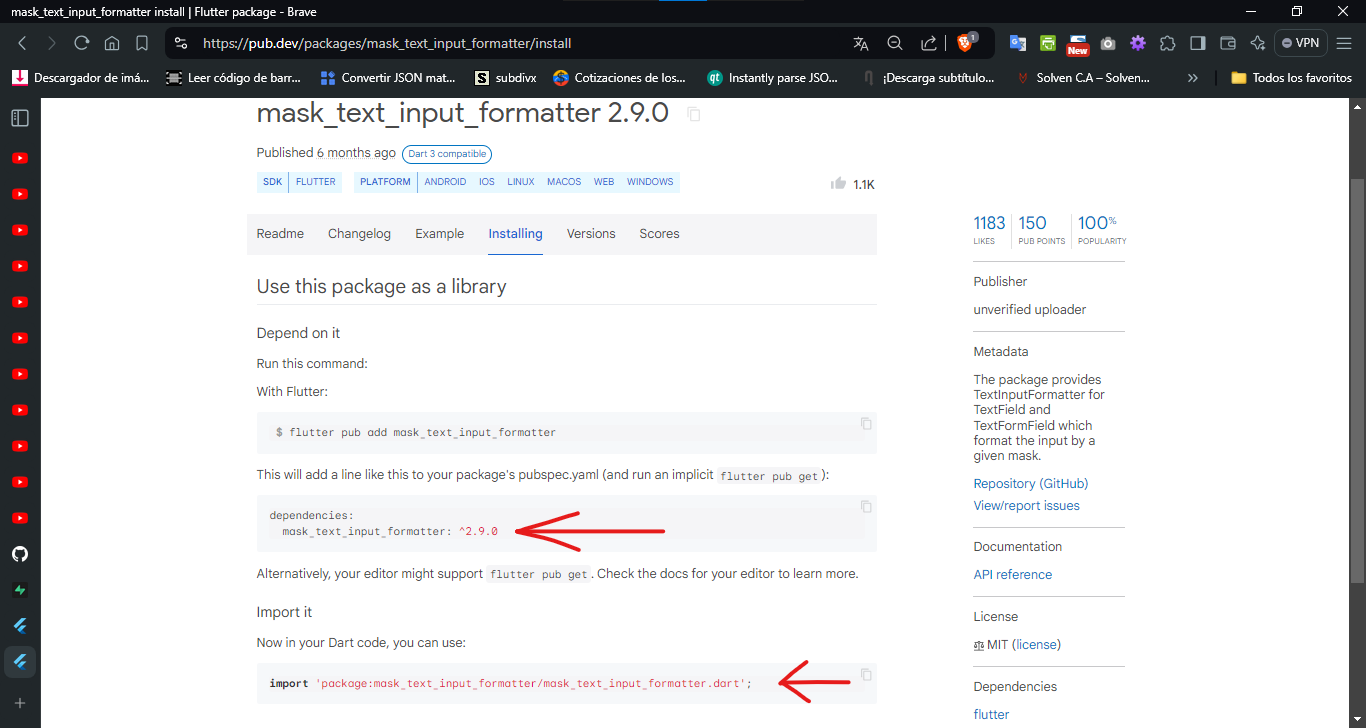 mask_text_input_formatter install | Flutter package - Brave
https://pub.dev/packages/mask_text_input_formatter/install
1
New
VPN
Descargador de imá...
Leer código de barr...
Convertir JSON mat...
S subdivx
Cotizaciones de los...
qt Instantly parse JSO...
¡Descarga subtítulo...
Solven C.A – Solven...
»
Todos los favoritos
mask_text_input_formatter 2.9.0
Published 6 months ago Dart 3 compatible
SDK FLUTTER PLATFORM ANDROID IOS LINUX MACOS WEB WINDOWS
1.1K
Readme Changelog Example Installing Versions Scores
Use this package as a library
Depend on it
Run this command:
With Flutter:
$ flutter pub add mask_text_input_formatter
This will add a line like this to your package's pubspec.yaml (and run an implicit flutter pub get):
dependencies:
mask_text_input_formatter: ^2.9.0
Alternatively, your editor might support flutter pub get. Check the docs for your editor to learn more.
Import it
Now in your Dart code, you can use:
import 'package:mask_text_input_formatter/mask_text_input_formatter.dart';
1183 150 100%
LIKES PUB POINTS POPULARITY
Publisher
unverified uploader
Metadata
The package provides
TextInputFormatter for
TextField and
TextFormField which
format the input by a
given mask.
Repository (GitHub)
View/report issues
Documentation
API reference
License
MIT (license)
Dependencies
flutter